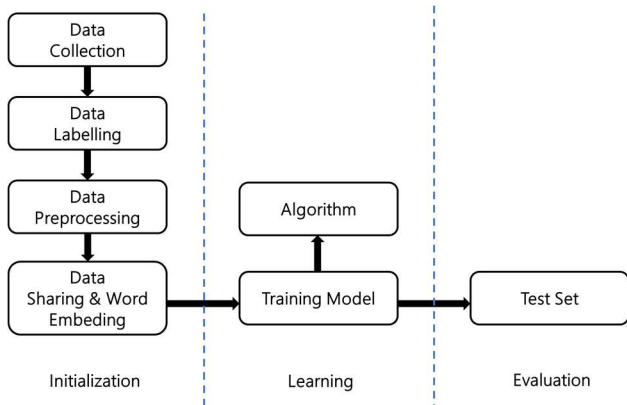 Data
Collection
Data
Labelling
Data
Preprocessing
Algorithm
Data
Sharing & Word
Embeding
Training Model
Test Set
Initialization
Learning
Evaluation